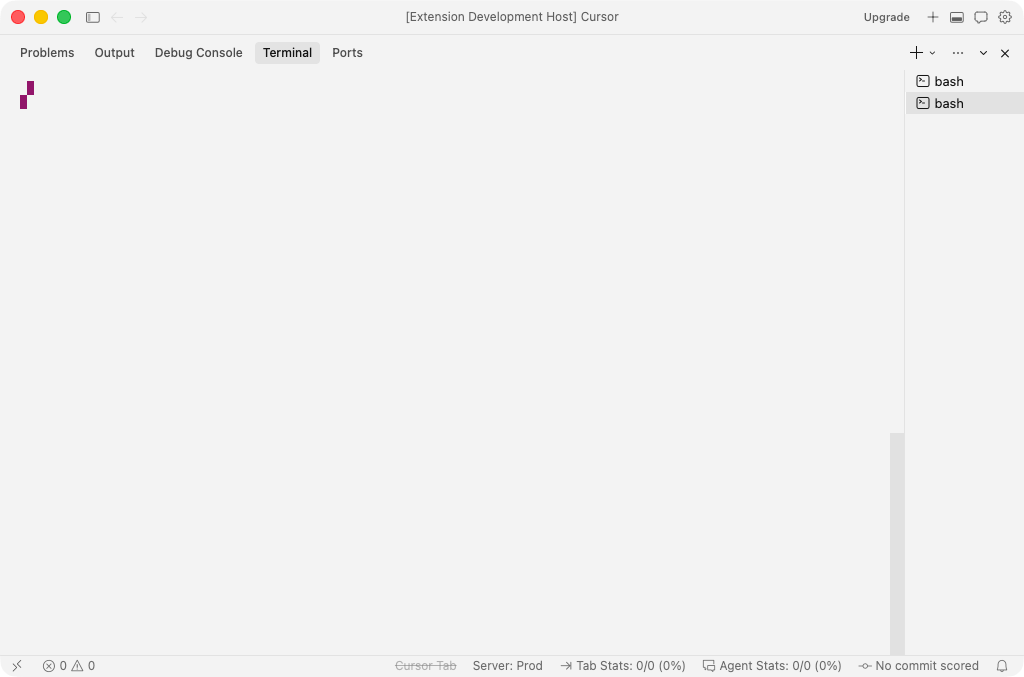 [Extension Development Host] Cursor
Upgrade
Problems Output Debug Console Terminal Ports
bash
bash
0 0 Cursor Tab Server: Prod Tab Stats: 0/0 (0%) Agent Stats: 0/0 (0%) No commit scored